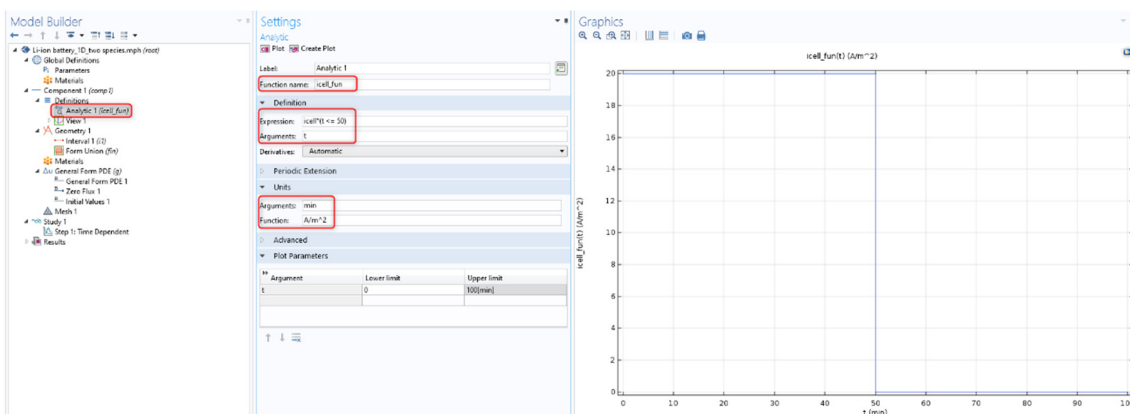 Model Builder
Li-ion battery_1D_two species.mph (root)
Global Definitions
Pi Parameters
Materials
Component 1 (comp1)
Definitions
Analytic 1 (icell_fun)
View 1
Geometry 1
Interval 1 (i1)
Form Union (fin)
Materials
Δu General Form PDE (g)
General Form PDE 1
Zero Flux 1
Initial Values 1
Mesh 1
Study 1
Step 1: Time Dependent
Results
Settings
Analytic
Plot Create Plot
Label: Analytic 1
Function name: icell_fun
Definition
Expression: icell*(t <= 50)
Arguments: t
Derivatives: Automatic
Periodic Extension
Units
Arguments: min
Function: A/m^2
Advanced
Plot Parameters
Argument Lower limit Upper limit
t 0 100[min]
Graphics
icell_fun(t) (A/m^2)
icell_fun(t) (A/m^2)
20
18
16
14
12
10
8
6
4
2
0
0 10 20 30 40 50 60 70 80 90 10
t (min)